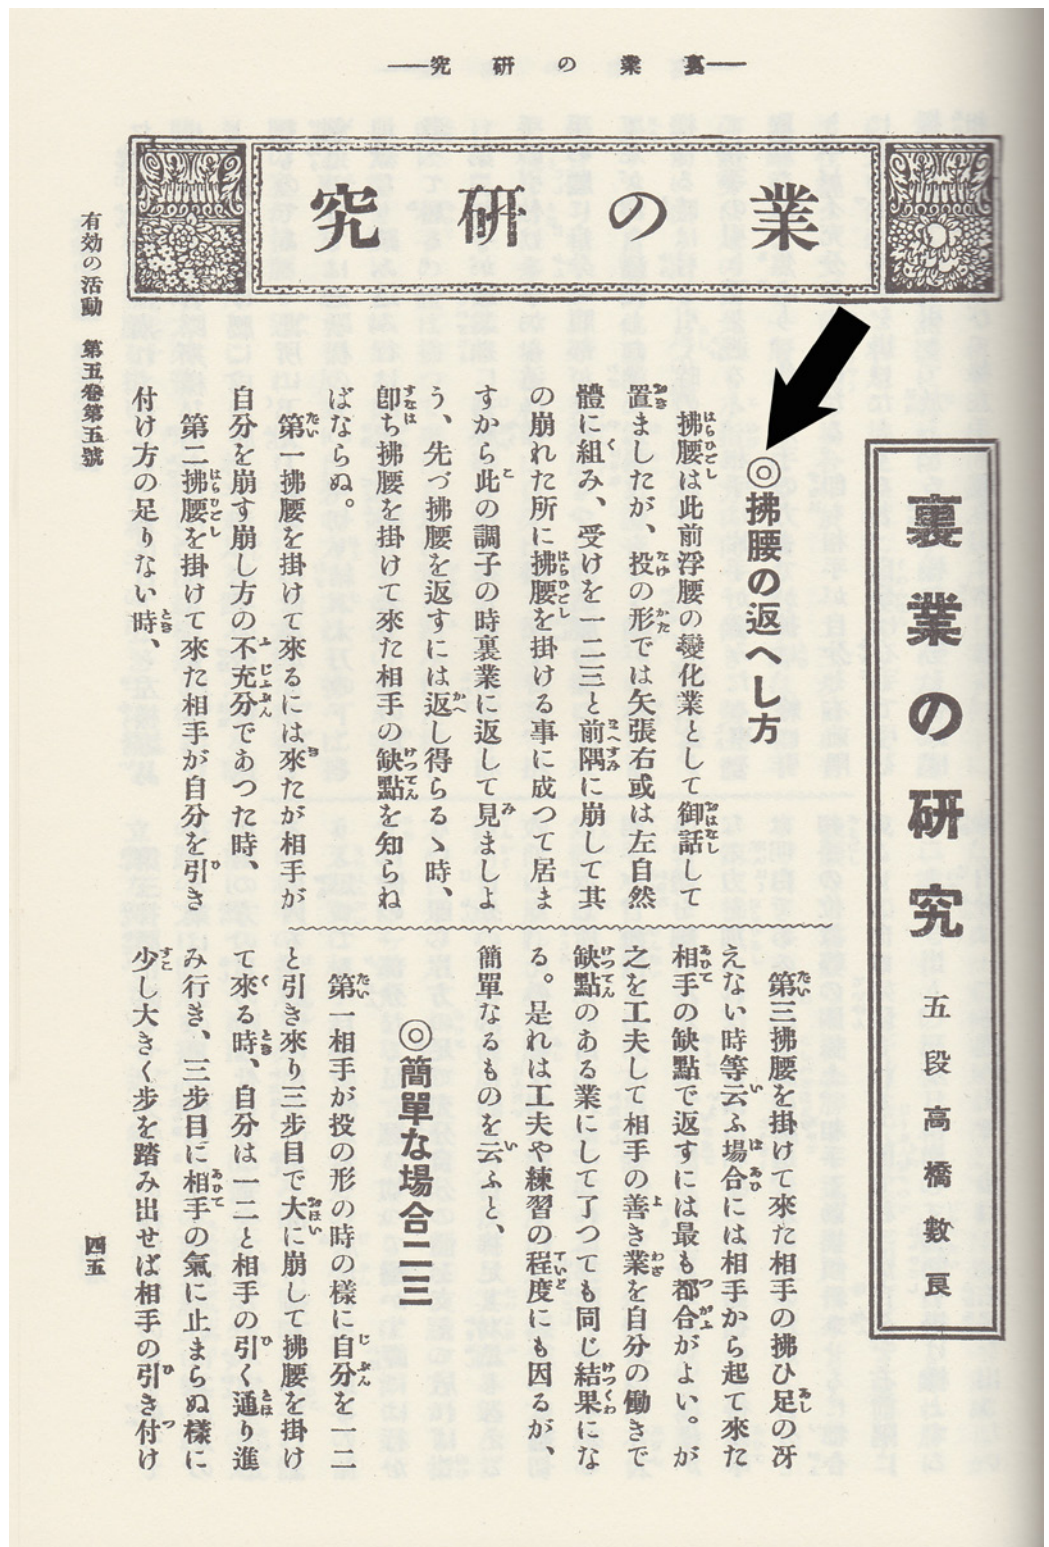 裏業の研究
業の研究
裏業の研究 五段 高橋數良
◎拂腰の返へし方
拂腰は此前浮腰の變化業として御話して
置ましたが、投の形では矢張右或は左自然
體に組み、受けを一二三と前隅に崩して其
の崩れた所に拂腰を掛ける事に成つて居ま
すから此の調子の時裏業に返して見ましよ
う、先づ拂腰を返すには返し得らるゝ時、
卽ち拂腰を掛けて來た相手の缺點を知らね
ばならぬ。
第一拂腰を掛けて來るには來たが相手が
自分を崩す崩し方の不充分であつた時、
第二拂腰を掛けて來た相手が自分を引き
付け方の足りない時、
第三拂腰を掛けて來た相手の拂ひ足の冴
えない時等云ふ場合には相手から起て來た
相手の缺點で返すには最も都合がよい。が
之を工夫して相手の善き業を自分の働きで
缺點のある業にして了つても同じ結果にな
る。是れは工夫や練習の程度にも因るが、
簡單なるものを云ふと、
◎簡單な場合二三
第一相手が投の形の時の樣に自分を一二
と引き來り三步目で大に崩して拂腰を掛け
て來る時、自分は一二と相手の引く通り進
み行き、三步目に相手の氣に止まらぬ樣に
少し大きく步を踏み出せば相手の引き付け
有効の活動 第五卷第五號
四五